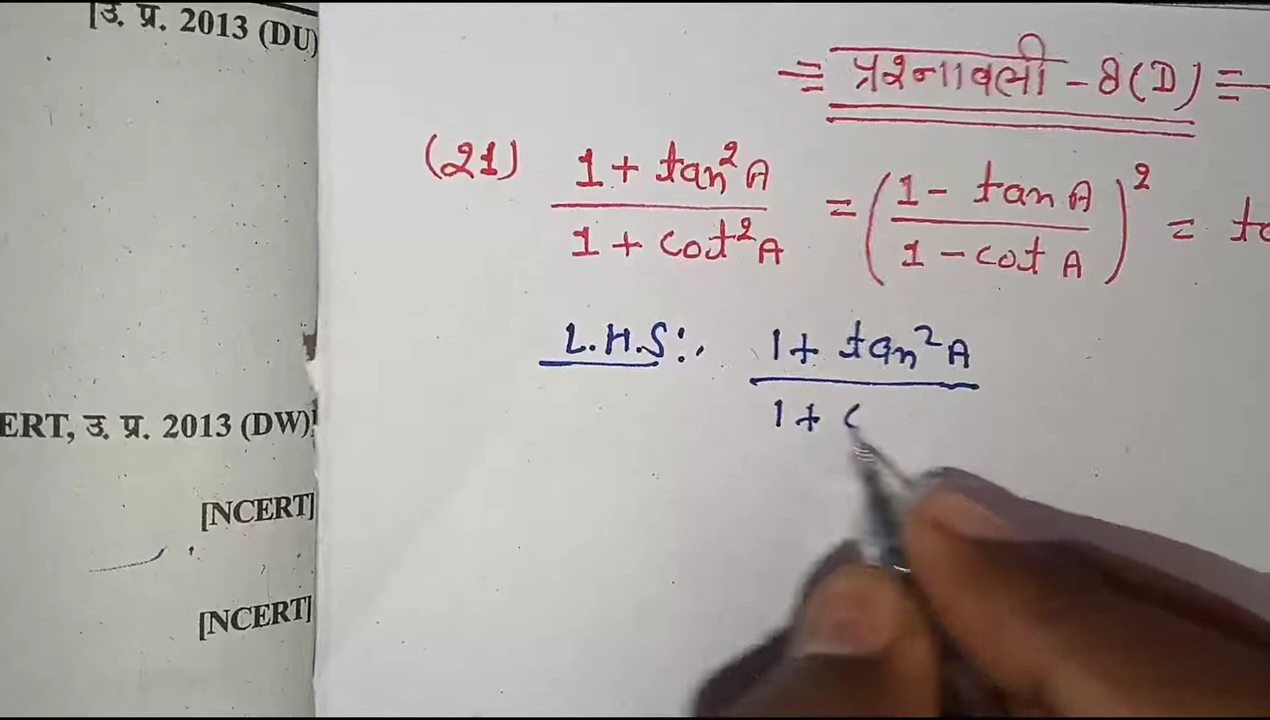 [उ. प्र. 2013 (DU)
= प्रश्नावली - 8(D) =
(21) 1 + tan²A / 1 + cot²A = (1 - tan A / 1 - cot A)² = ta
L.H.S:. 1 + tan²A / 1 + c
ERT, उ. प्र. 2013 (DW)]
[NCERT]
[NCERT]